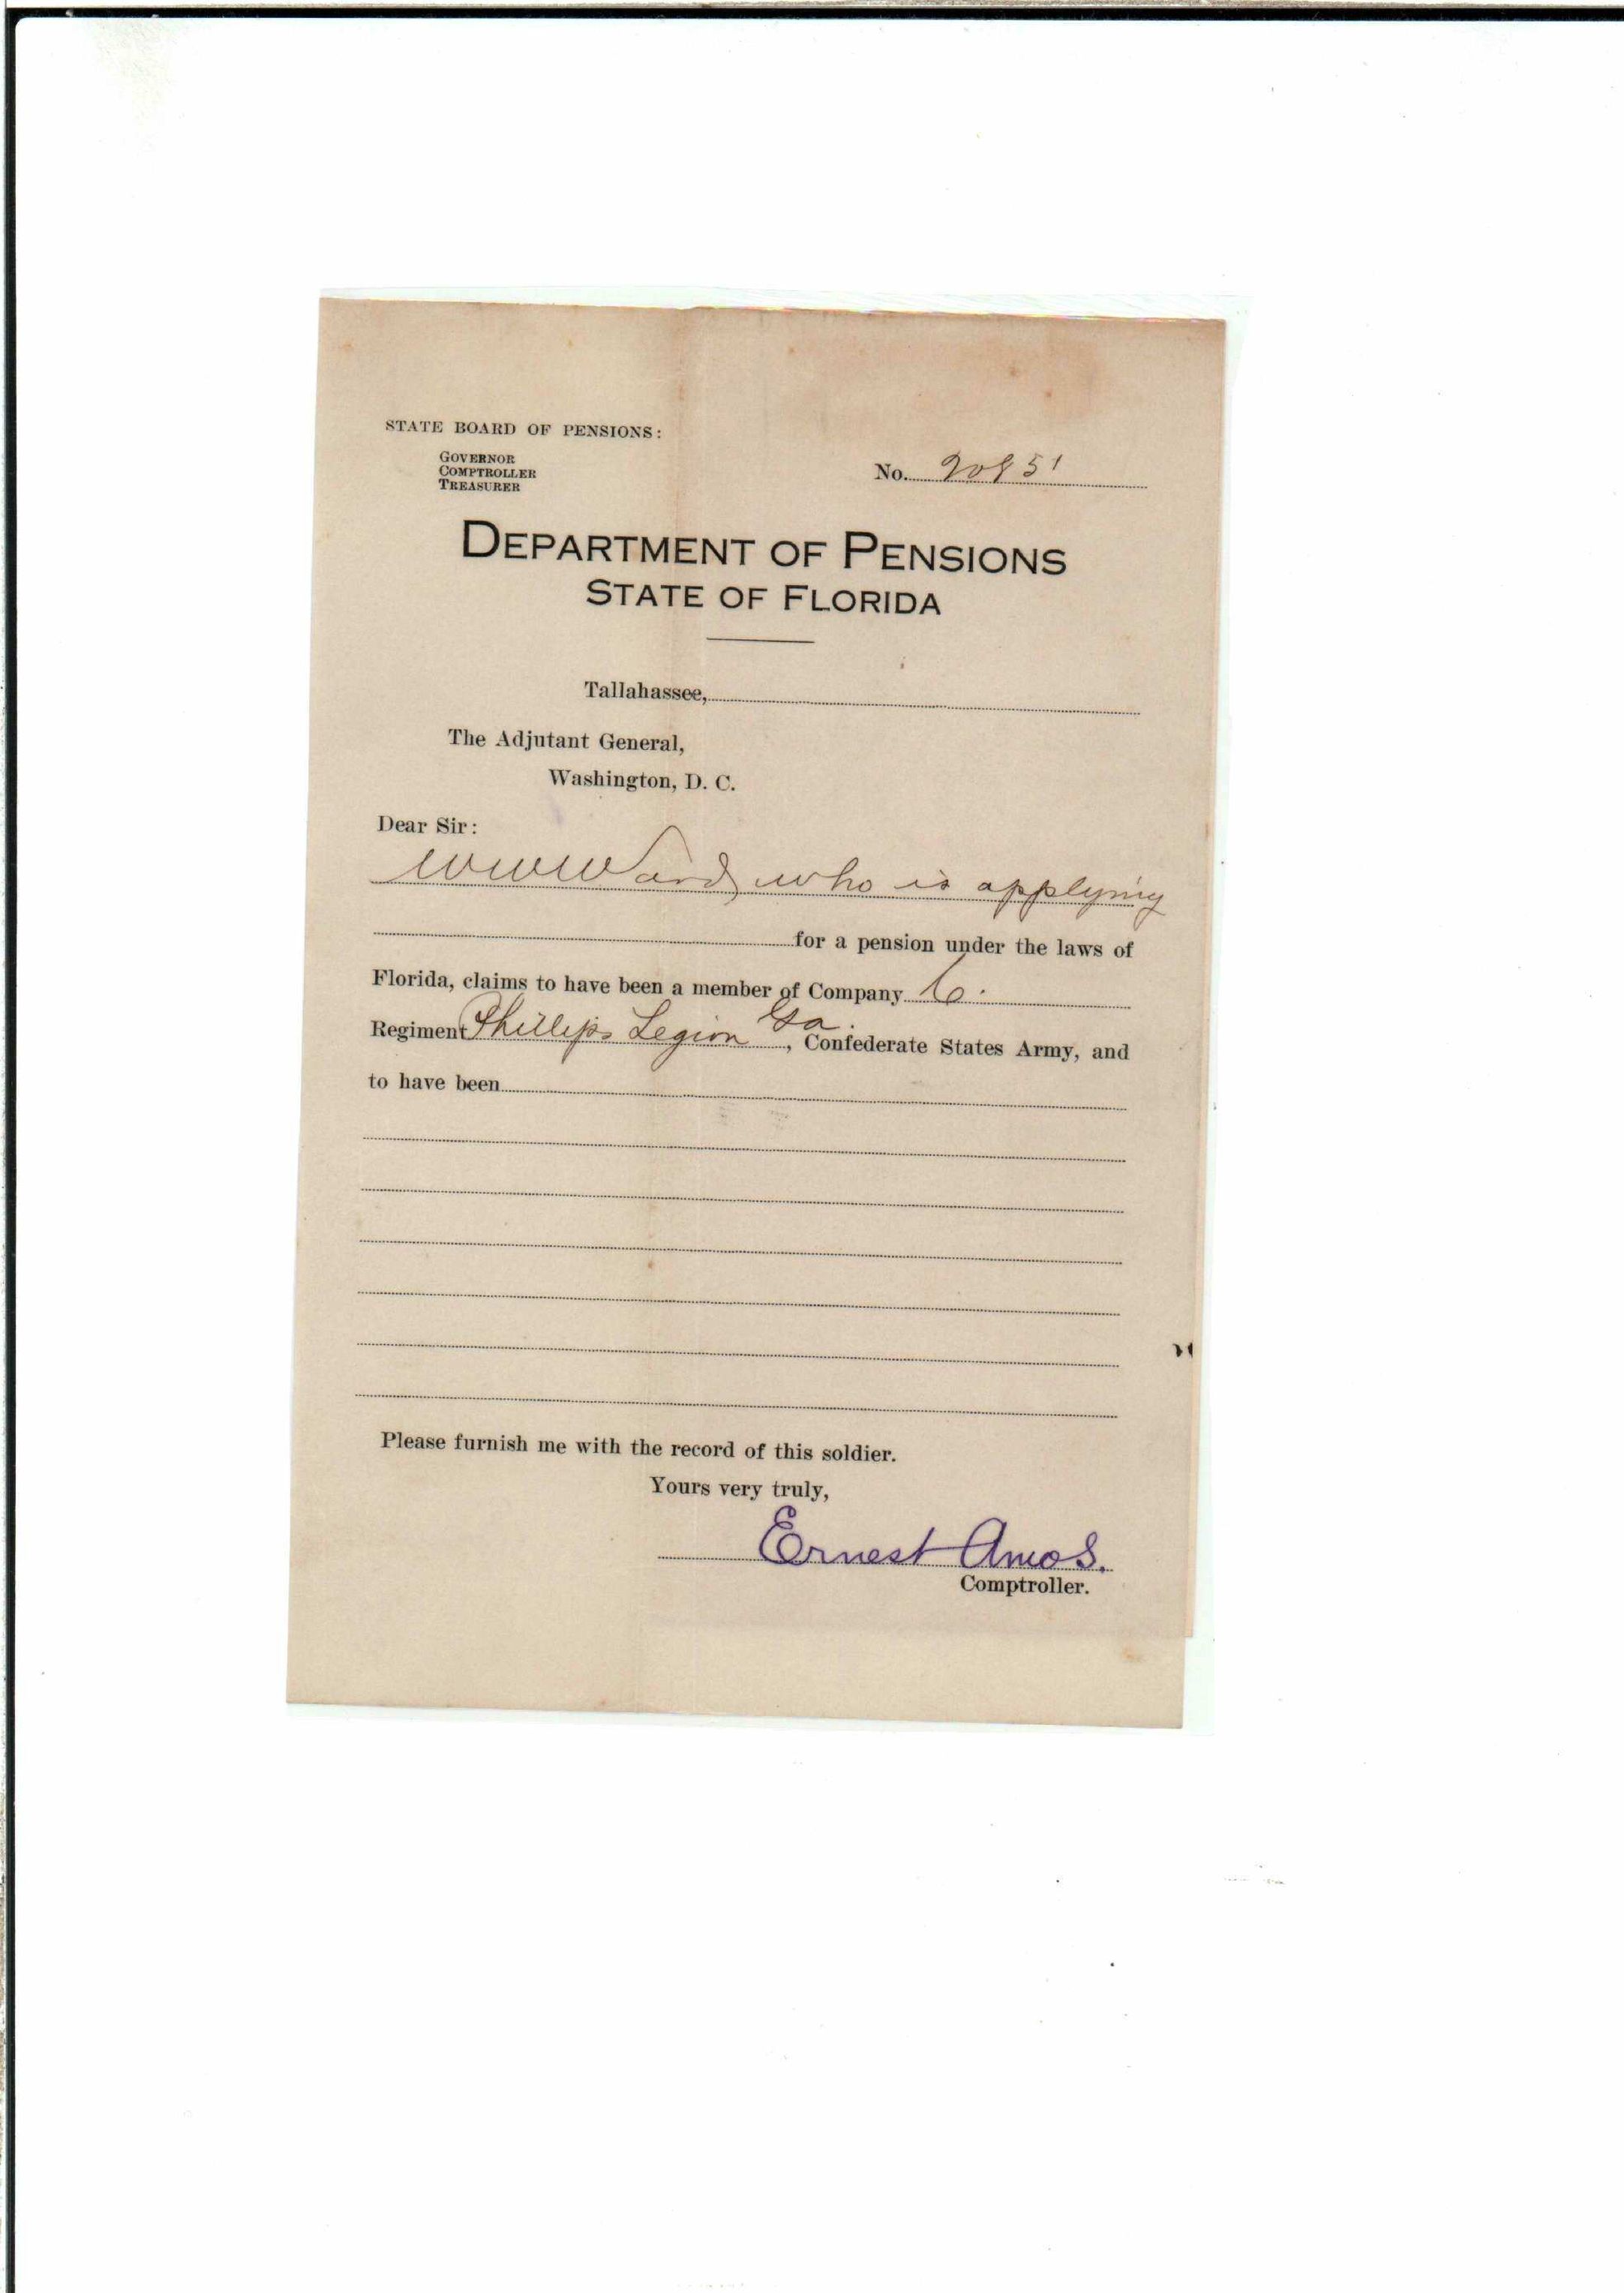 STATE BOARD OF PENSIONS:
GOVERNOR
COMPTROLLER
TREASURER
No. 20851
DEPARTMENT OF PENSIONS
STATE OF FLORIDA
Tallahassee,
The Adjutant General,
Washington, D. C.
Dear Sir:
Ward, who is applying
for a pension under the laws of
Florida, claims to have been a member of Company
Regiment Phillips Legion Ga., Confederate States Army, and
to have been
Please furnish me with the record of this soldier.
Yours very truly,
Ernest Amos.
Comptroller.